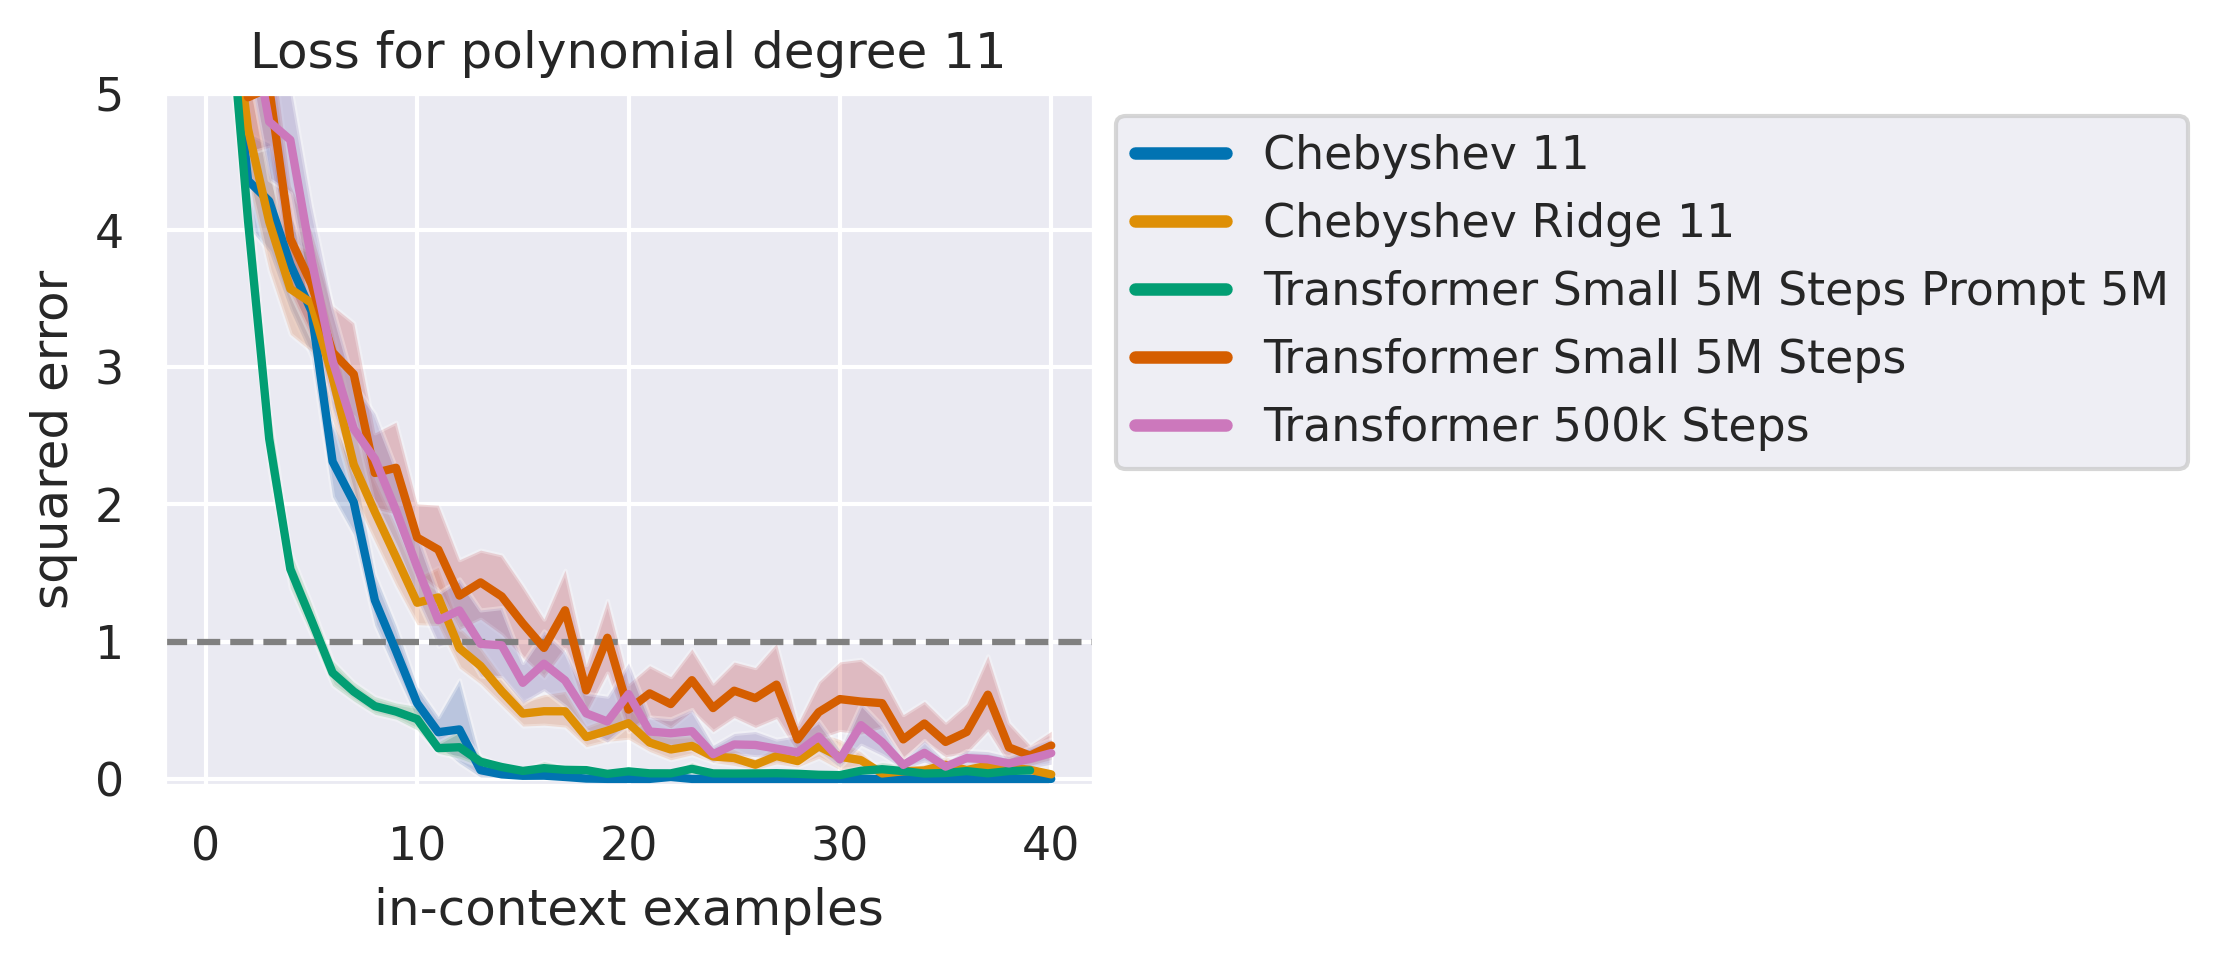 Loss for polynomial degree 11
5
4
3
2
1
0
squared error
0 10 20 30 40
in-context examples
Chebyshev 11
Chebyshev Ridge 11
Transformer Small 5M Steps Prompt 5M
Transformer Small 5M Steps
Transformer 500k Steps